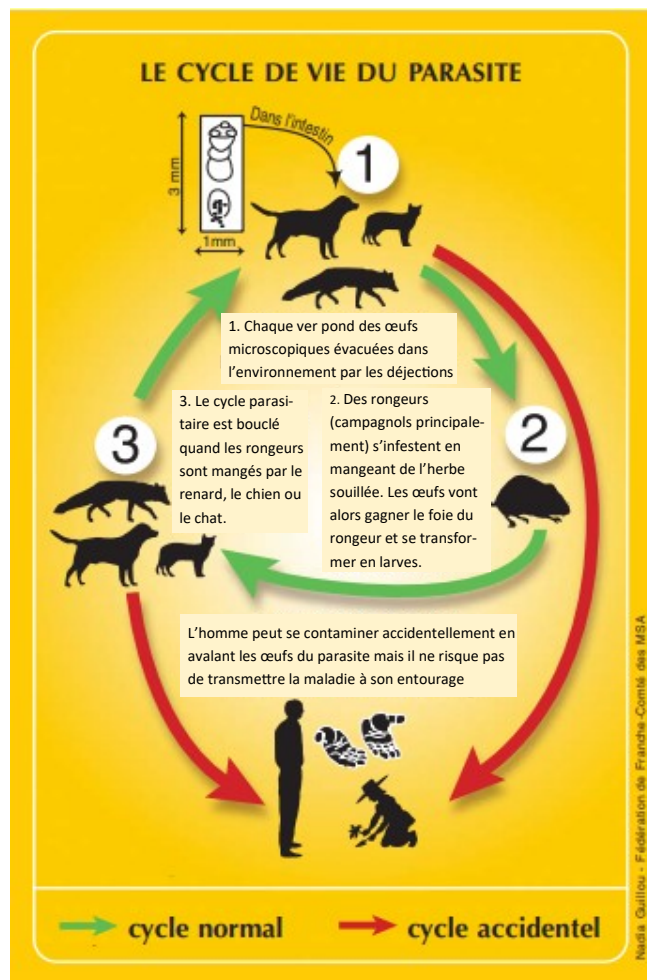 LE CYCLE DE VIE DU PARASITE
Dans l'intestin
1
3 mm
1mm
1. Chaque ver pond des œufs
microscopiques évacuées dans
l'environnement par les déjections
2
2. Des rongeurs
(campagnols principale-
ment) s'infestent en
mangeant de l'herbe
souillée. Les œufs vont
alors gagner le foie du
rongeur et se transfor-
mer en larves.
3
3. Le cycle parasi-
taire est bouclé
quand les rongeurs
sont mangés par le
renard, le chien ou
le chat.
L'homme peut se contaminer accidentellement en
avalant les œufs du parasite mais il ne risque pas
de transmettre la maladie à son entourage
cycle normal
cycle accidentel
Nadia Guillou - Fédération de Franche-Comté des MSA